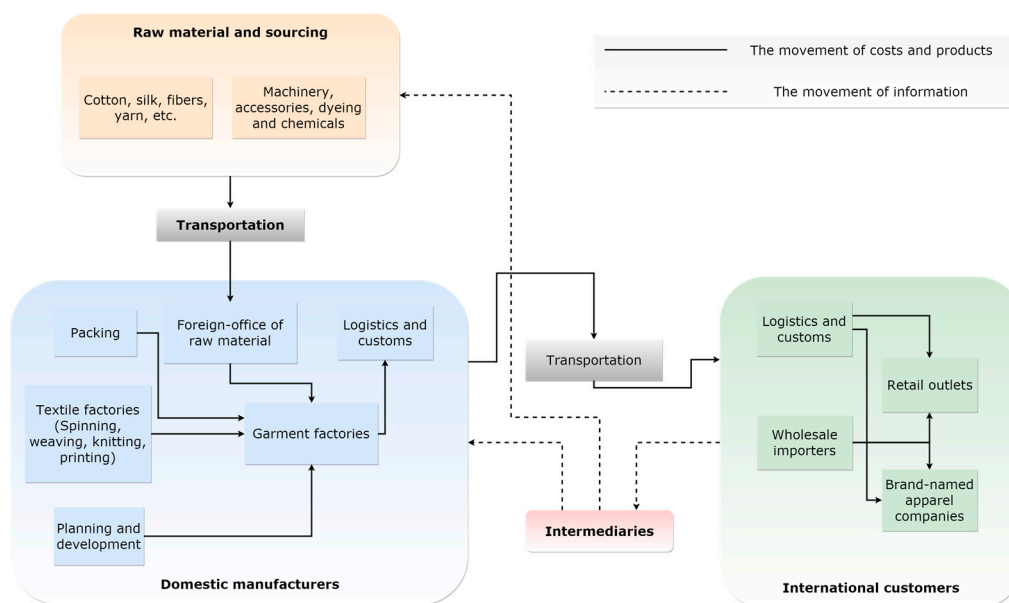 Raw material and sourcing
Cotton, silk, fibers,
yarn, etc.
Machinery,
accessories, dyeing
and chemicals
The movement of costs and products
The movement of information
Transportation
Packing
Foreign-office of
raw material
Logistics and
customs
Textile factories
(Spinning,
weaving, knitting,
printing)
Garment factories
Planning and
development
Domestic manufacturers
Transportation
Intermediaries
Logistics and
customs
Retail outlets
Wholesale
importers
Brand-named
apparel
companies
International customers